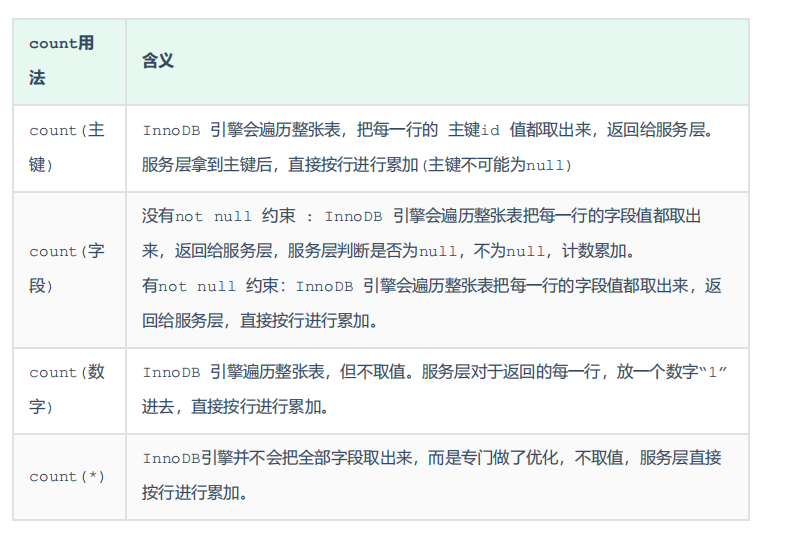 count用
法
含义
count(主
键)
InnoDB 引擎会遍历整张表，把每一行的 主键id 值都取出来，返回给服务层。
服务层拿到主键后，直接按行进行累加(主键不可能为null)
count(字
段)
没有not null 约束 : InnoDB 引擎会遍历整张表把每一行的字段值都取出
来，返回给服务层，服务层判断是否为null，不为null，计数累加。
有not null 约束：InnoDB 引擎会遍历整张表把每一行的字段值都取出来，返
回给服务层，直接按行进行累加。
count(数
字)
InnoDB 引擎遍历整张表，但不取值。服务层对于返回的每一行，放一个数字“1”
进去，直接按行进行累加。
count(*)
InnoDB引擎并不会把全部字段取出来，而是专门做了优化，不取值，服务层直接
按行进行累加。